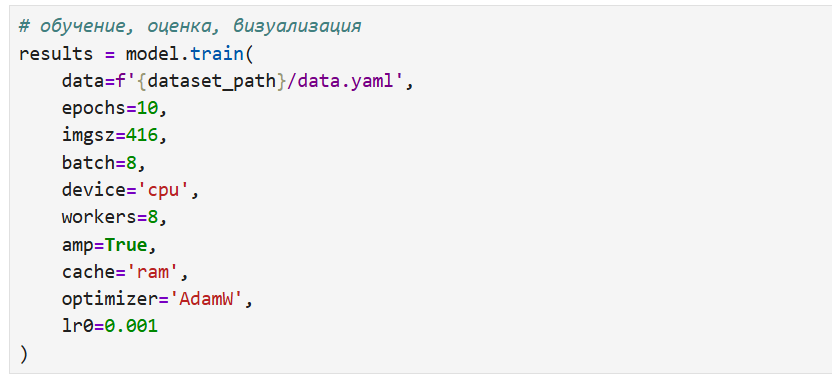 # обучение, оценка, визуализация
results = model.train(
    data=f'{dataset_path}/data.yaml',
    epochs=10,
    imgsz=416,
    batch=8,
    device='cpu',
    workers=8,
    amp=True,
    cache='ram',
    optimizer='AdamW',
    lr0=0.001
)